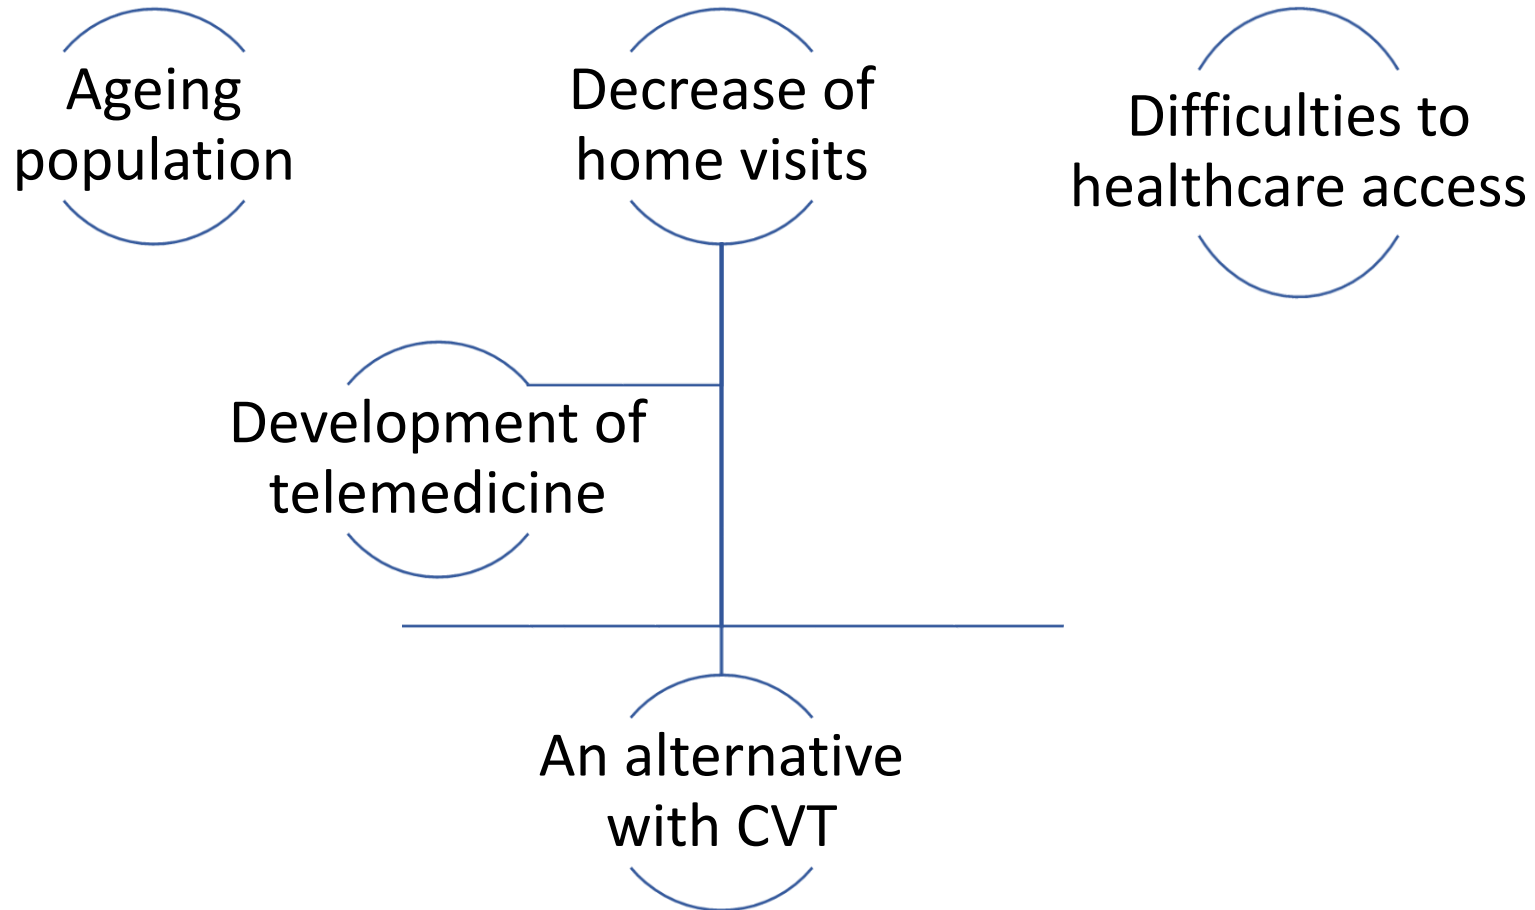 Ageing
population
Decrease of
home visits
Difficulties to
healthcare access
Development of
telemedicine
An alternative
with CVT